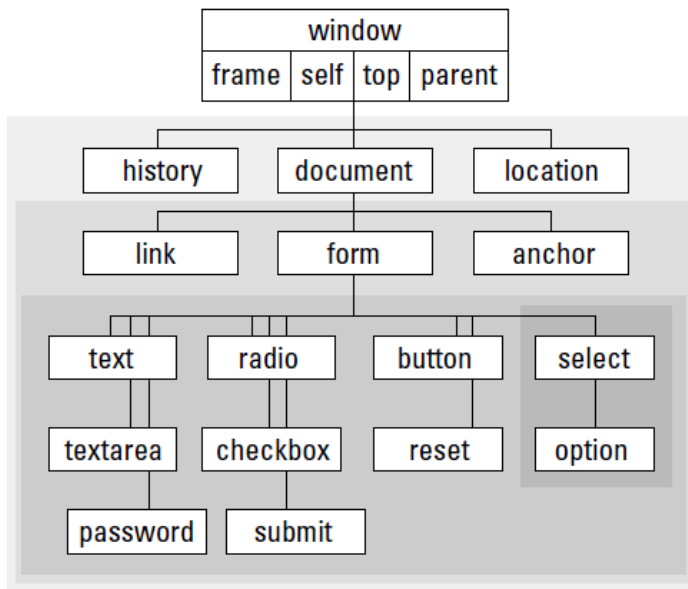 window
frame self top parent
history document location
link form anchor
text radio button select
textarea checkbox reset option
password submit